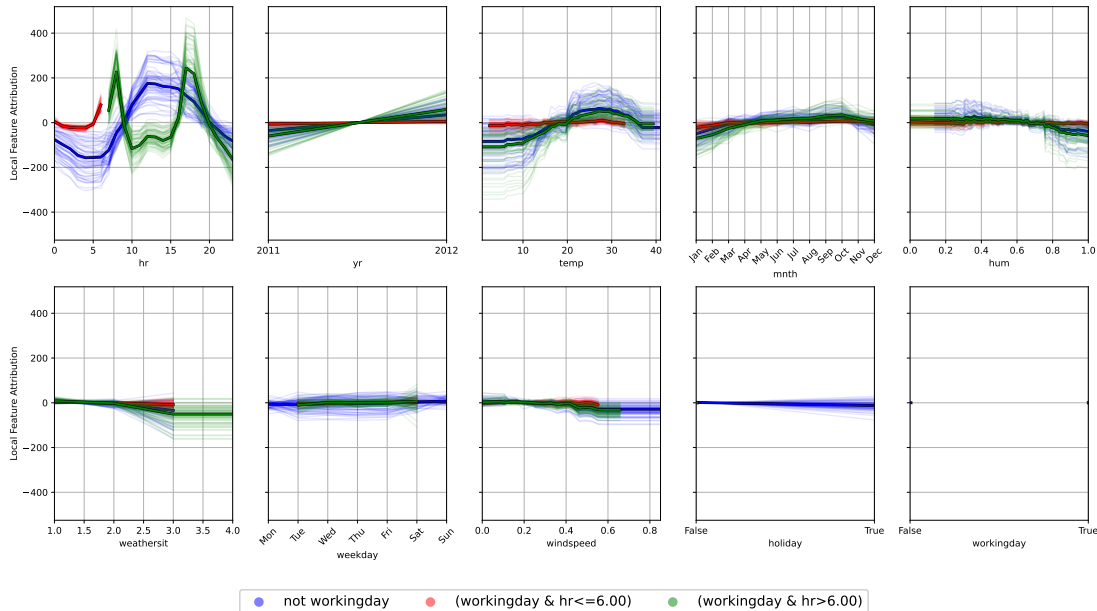 Local Feature Attribution
400
200
0
−200
−400
0 5 10 15 20
hr
2011 2012
yr
10 20 30 40
temp
Jan Feb Mar Apr May Jun Jul Aug Sep Oct Nov Dec
mnth
0.0 0.2 0.4 0.6 0.8 1.0
hum
Local Feature Attribution
400
200
0
−200
−400
1.0 1.5 2.0 2.5 3.0 3.5 4.0
weathersit
Mon Tue Wed Thu Fri Sat Sun
weekday
0.0 0.2 0.4 0.6 0.8
windspeed
False True
holiday
False True
workingday
not workingday (workingday & hr<=6.00) (workingday & hr>6.00)